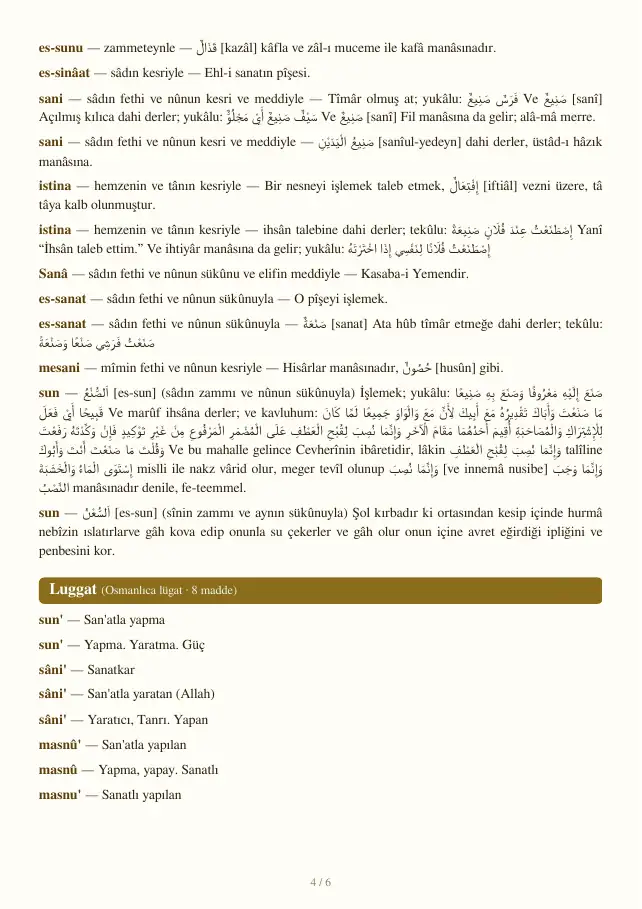 es-sunu — zammeteynle — قَذَالٌ [kazâl] kâfla ve zâl-ı muceme ile kafâ manâsınadır.
es-sinâat — sâdın kesriyle — Ehl-i sanatın pîşesi.
sani — sâdın fethi ve nûnun kesri ve meddiyle — Tîmâr olmuş at; yukâlu: فَرَسٌ صَنِيعٌ Ve صَنِيعٌ [sanî]
Açılmış kılıca dahi derler; yukâlu: سَيْفٌ صَنِيعٌ أَيْ مَجْلُوٌّ Ve صَنِيعٌ [sanî] Fil manâsına da gelir; alâ-mâ merre.
sani — sâdın fethi ve nûnun kesri ve meddiyle — صَنِيعُ الْيَدَيْنِ [sanîul-yedeyn] dahi derler, üstâd-ı hâzık
manâsına.
istina — hemzenin ve tânın kesriyle — Bir nesneyi işlemek taleb etmek, إِفْتِعَالٌ [iftiâl] vezni üzere, tâ
tâya kalb olunmuştur.
istina — hemzenin ve tânın kesriyle — ihsân talebine dahi derler; tekûlu: إِصْطَنَعْتُ عِنْدَ فُلَانٍ صَنِيعَةً Yanî
“İhsân taleb ettim.” Ve ihtiyâr manâsına da gelir; yukâlu: إِصْطَنَعْتُ فُلَانًا لِنَفْسِي إِذَا اخْتَرْتَهُ
Sanâ — sâdın fethi ve nûnun sükûnu ve elifin meddiyle — Kasaba-i Yemendir.
es-sanat — sâdın fethi ve nûnun sükûnuyla — O pîşeyi işlemek.
es-sanat — sâdın fethi ve nûnun sükûnuyla — صَنْعَةٌ [sanat] Ata hûb tîmâr etmeğe dahi derler; tekûlu:
صَنَعْتُ فَرَسِي صَنْعًا وَصَنْعَةً
mesani — mîmin fethi ve nûnun kesriyle — Hisârlar manâsınadır, حُصُونٌ [husûn] gibi.
sun — اَلصُّنْعُ [es-sun] (sâdın zammı ve nûnun sükûnuyla) İşlemek; yukâlu: صَنَعَ إِلَيْهِ مَعْرُوفًا وَصَنَعَ بِهِ صَنِيعًا
قَبِيحًا أَيْ فَعَلَ Ve marûf ihsâna derler; ve kavluhum: مَا صَنَعْتَ وَأَبَاكَ تَقْدِيرُهُ مَعَ أَبِيكَ لِأَنَّ مَعَ وَالْوَاوَ جَمِيعًا لَمَّا كَانَ
لِلْإِشْتِرَاكِ وَالْمُصَاحَبَةِ أُقِيمَ أَحَدُهُمَا مَقَامَ الْآخَرِ وَإِنَّمَا نُصِبَ لِقُبْحِ الْعَطْفِ عَلَى الْمُضْمَرِ الْمَرْفُوعِ مِنَ غَيْرِ تَوْكِيدٍ فَإِنْ وَكَّدْتَهُ رَفَعْتَ
وَقُلْتَ مَا صَنَعْتَ أَنْتَ وَأَبُوكَ Ve bu mahalle gelince Cevherînin ibâretidir, lâkin وَإِنَّمَا نُصِبَ لِقُبْحِ الْعَطْفِ talîline
إِسْتَوَى الْمَاءُ وَالْخَشَبَةَ mislli ile nakz vârid olur, meger tevîl olunup وَإِنَّمَا نُصِبَ [ve innemâ nusibe] وَإِنَّمَا وَجَبَ
النَّصْبُ manâsınadır denile, fe-teemmel.
sun — اَلسُّعْنُ [es-sun] (sînin zammı ve aynın sükûnuyla) Şol kırbadır ki ortasından kesip içinde hurmâ
nebîzin ıslatırlarve gâh kova edip onunla su çekerler ve gâh olur onun içine avret eğirdiği ipliğini ve
penbesini kor.
Luggat (Osmanlıca lügat · 8 madde)
sun' — San'atla yapma
sun' — Yapma. Yaratma. Güç
sâni' — Sanatkar
sâni' — San'atla yaratan (Allah)
sâni' — Yaratıcı, Tanrı. Yapan
masnû' — San'atla yapılan
masnû — Yapma, yapay. Sanatlı
masnu' — Sanatlı yapılan
4 / 6